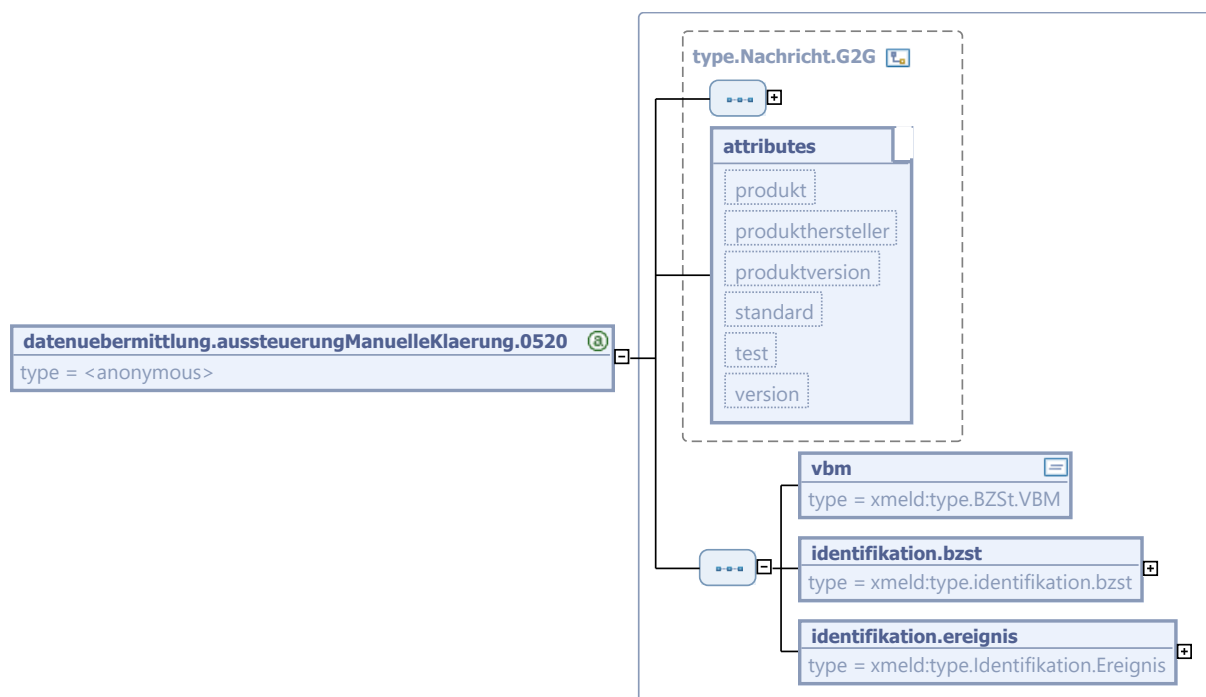 type.Nachricht.G2G
attributes
produkt
produkthersteller
produktversion
standard
test
version
datenuebermittlung.aussteuerungManuelleKlaerung.0520 a
type = <anonymous>
vbm
type = xmeld:type.BZSt.VBM
identifikation.bzst
type = xmeld:type.identifikation.bzst
identifikation.ereignis
type = xmeld:type.Identifikation.Ereignis